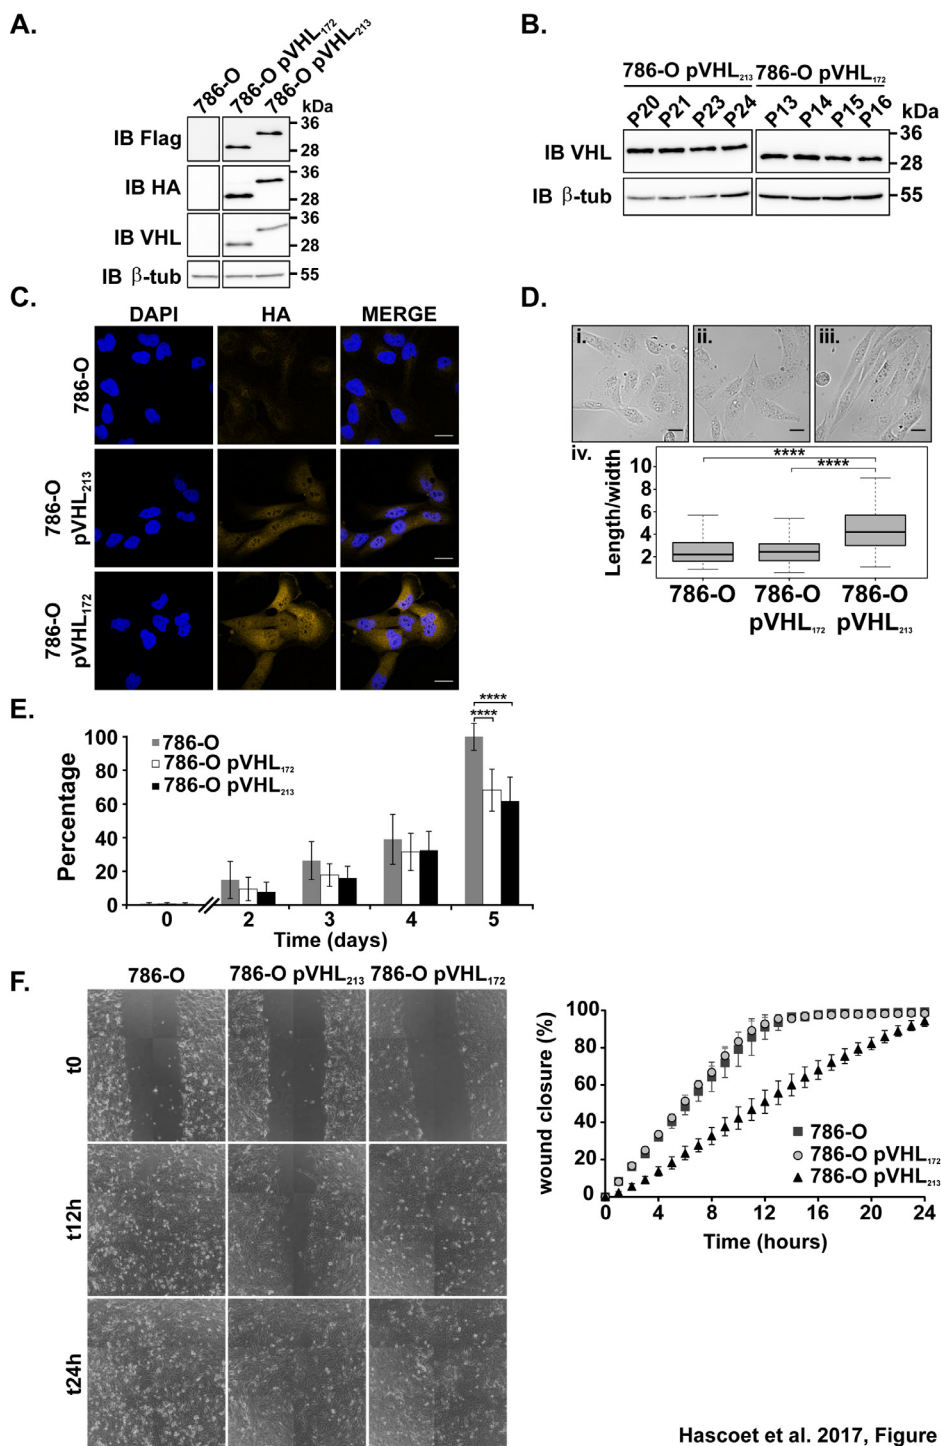 A.
786-O
786-O pVHL172
786-O pVHL213
kDa
IB Flag
36
28
IB HA
36
28
IB VHL
36
28
IB β-tub
55
B.
786-O pVHL213 786-O pVHL172
P20 P21 P23 P24 P13 P14 P15 P16 kDa
IB VHL
36
28
IB β-tub
55
C.
DAPI HA MERGE
786-O
786-O
pVHL213
786-O
pVHL172
D.
i. ii. iii.
iv.
Length/width
10
8
6
4
2
****
****
786-O 786-O 786-O
pVHL172 pVHL213
E.
Percentage
100
80
60
40
20
0
786-O
786-O pVHL172
786-O pVHL213
****
****
0 2 3 4 5
Time (days)
F.
786-O 786-O pVHL213 786-O pVHL172
t0
t12h
t24h
wound closure (%)
100
80
60
40
20
0
786-O
786-O pVHL172
786-O pVHL213
0 4 8 12 16 20 24
Time (hours)
Hascoet et al. 2017, Figure